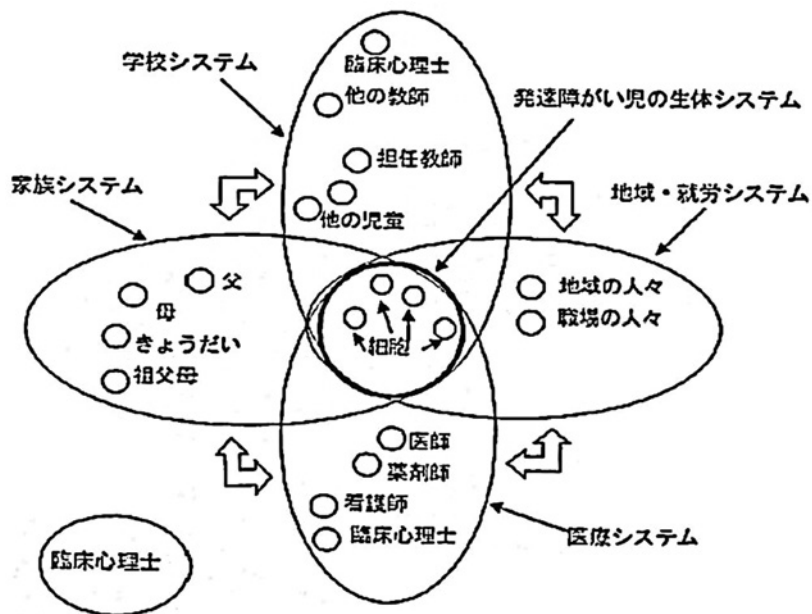 学校システム
臨床心理士
他の教師
発達障がい児の生体システム
担任教師
家族システム
地域・就労システム
他の児童
父
母
きょうだい
祖父母
地域の人々
職場の人々
細胞
医師
薬剤師
看護師
臨床心理士
医療システム
臨床心理士